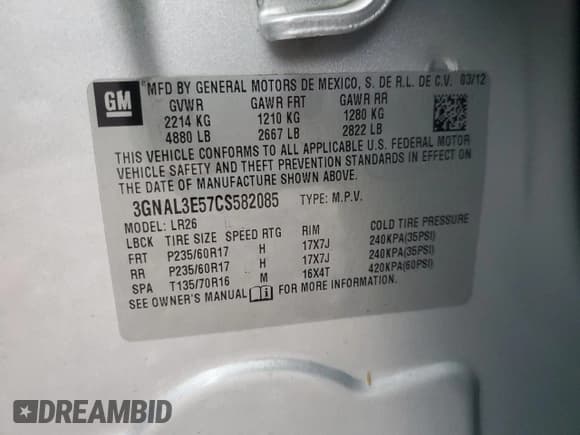 GM
MFD BY GENERAL MOTORS DE MEXICO, S. DE R.L. DE C.V. 03/12
GVWR GAWR FRT GAWR RR
2214 KG 1210 KG 1280 KG
4880 LB 2667 LB 2822 LB
THIS VEHICLE CONFORMS TO ALL APPLICABLE U.S. FEDERAL MOTOR
VEHICLE SAFETY AND THEFT PREVENTION STANDARDS IN EFFECT ON
THE DATE OF MANUFACTURE SHOWN ABOVE.
3GNAL3E57CS582085 TYPE: M.P.V.
MODEL: LR26
LBCK TIRE SIZE SPEED RTG RIM COLD TIRE PRESSURE
FRT P235/60R17 H 17X7J 240KPA(35PSI)
RR P235/60R17 H 17X7J 240KPA(35PSI)
SPA T135/70R16 M 16X4T 420KPA(60PSI)
SEE OWNER'S MANUAL FOR MORE INFORMATION.
DREAMBID